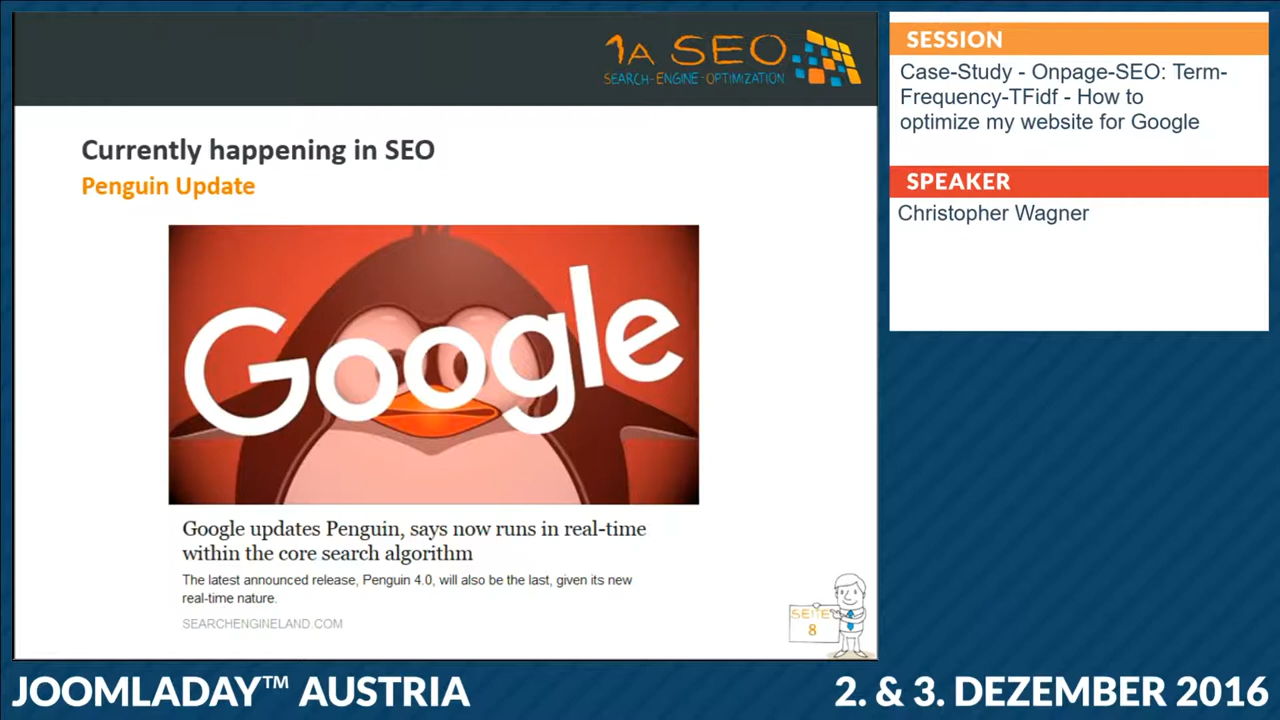 1A SEO
SEARCH-ENGINE-OPTIMIZATION
Currently happening in SEO
Penguin Update
Google
Google updates Penguin, says now runs in real-time
within the core search algorithm
The latest announced release, Penguin 4.0, will also be the last, given its new
real-time nature.
SEARCHENGINELAND.COM
SEITE
8
SESSION
Case-Study - Onpage-SEO: Term-
Frequency-TFidf - How to
optimize my website for Google
SPEAKER
Christopher Wagner
JOOMLADAY™ AUSTRIA
2. & 3. DEZEMBER 2016